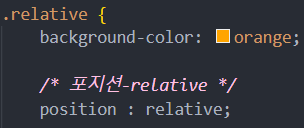 .relative {
background-color: orange;
/* 포지션-relative */
position : relative;